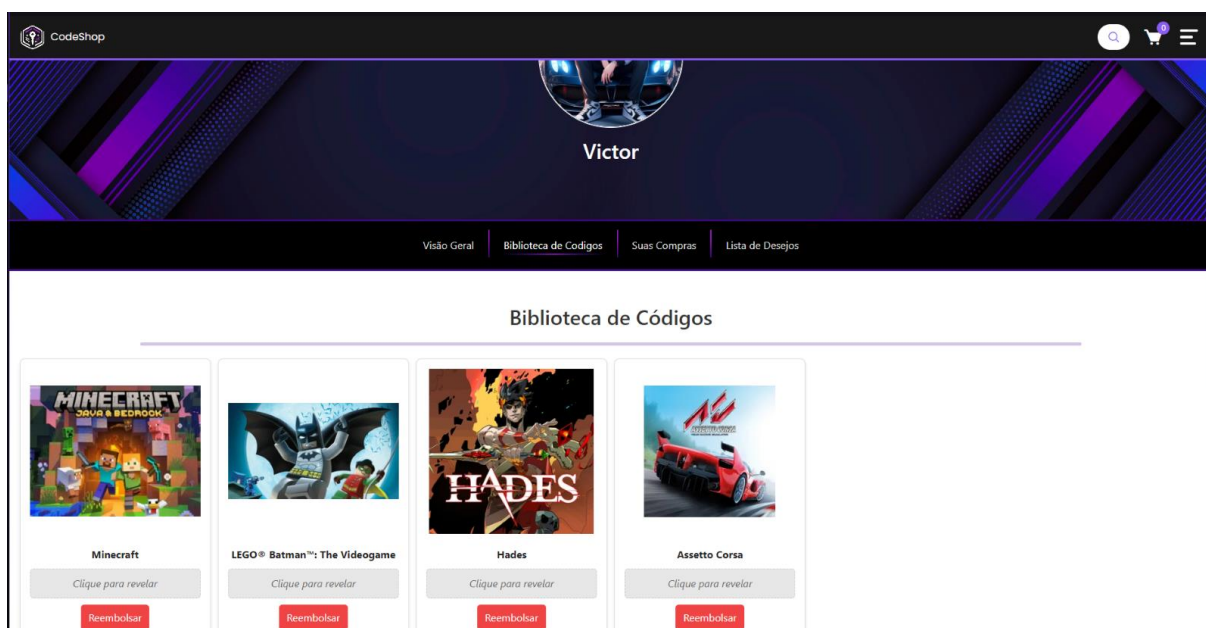 CodeShop
0
Victor
Visão Geral
Biblioteca de Codigos
Suas Compras
Lista de Desejos
Biblioteca de Códigos
MINECRAFT
JAVA & BEDROCK
HADES
ASSETTO CORSA
Minecraft
LEGO® Batman™: The Videogame
Hades
Assetto Corsa
Clique para revelar
Clique para revelar
Clique para revelar
Clique para revelar
Reembolsar
Reembolsar
Reembolsar
Reembolsar